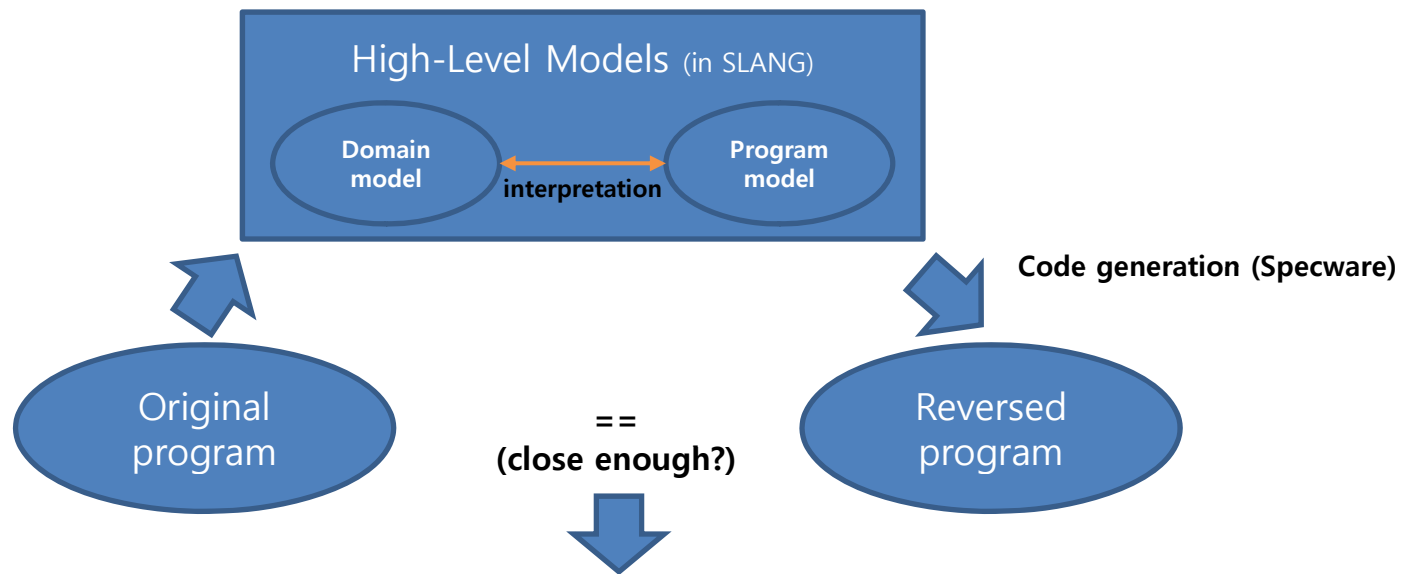 High-Level Models (in SLANG)
Domain
model
interpretation
Program
model
Code generation (Specware)
Original
program
==
(close enough?)
Reversed
program